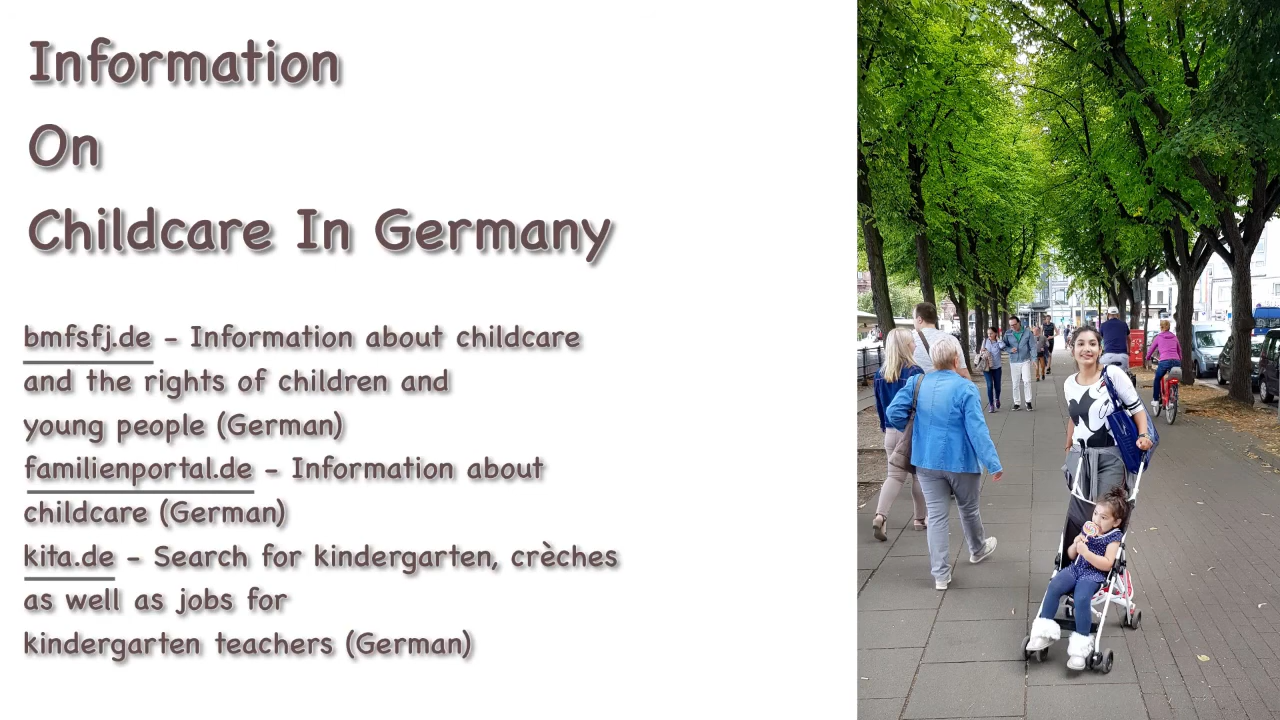 Information
On
Childcare In Germany
bmfsfj.de - Information about childcare
and the rights of children and
young people (German)
familienportal.de - Information about
childcare (German)
kita.de - Search for kindergarten, crèches
as well as jobs for
kindergarten teachers (German)